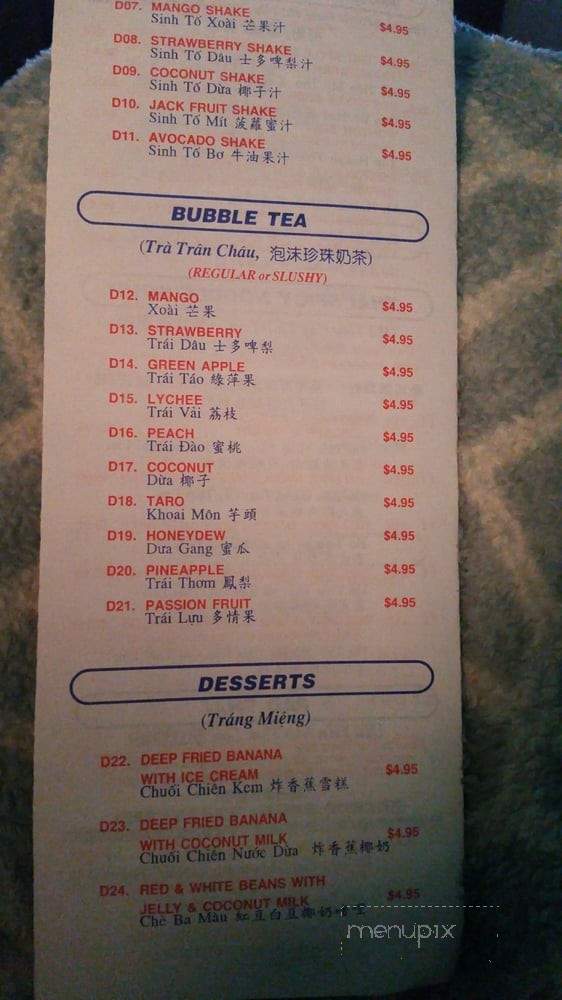 D07. MANGO SHAKE $4.95
Sinh Tố Xoài 芒果汁
D08. STRAWBERRY SHAKE $4.95
Sinh Tố Dâu 士多啤梨汁
D09. COCONUT SHAKE $4.95
Sinh Tố Dừa 椰子汁
D10. JACK FRUIT SHAKE $4.95
Sinh Tố Mít 菠蘿蜜汁
D11. AVOCADO SHAKE $4.95
Sinh Tố Bơ 牛油果汁
BUBBLE TEA
(Trà Trân Cháu, 泡沫珍珠奶茶)
(REGULAR or SLUSHY)
D12. MANGO $4.95
Xoài 芒果
D13. STRAWBERRY $4.95
Trái Dâu 士多啤梨
D14. GREEN APPLE $4.95
Trái Táo 綠萍果
D15. LYCHEE $4.95
Trái Vải 荔枝
D16. PEACH $4.95
Trái Đào 蜜桃
D17. COCONUT $4.95
Dừa 椰子
D18. TARO $4.95
Khoai Môn 芋頭
D19. HONEYDEW $4.95
Dưa Gang 蜜瓜
D20. PINEAPPLE $4.95
Trái Thơm 鳳梨
D21. PASSION FRUIT $4.95
Trái Lựu 多情果
DESSERTS
(Tráng Miệng)
D22. DEEP FRIED BANANA
WITH ICE CREAM $4.95
Chuối Chiên Kem 炸香蕉雪糕
D23. DEEP FRIED BANANA
WITH COCONUT MILK $4.95
Chuối Chiên Nước Dừa 炸香蕉椰奶
D24. RED & WHITE BEANS WITH
JELLY & COCONUT MILK $4.95
Chè Ba Màu 紅豆白豆椰奶
menupix